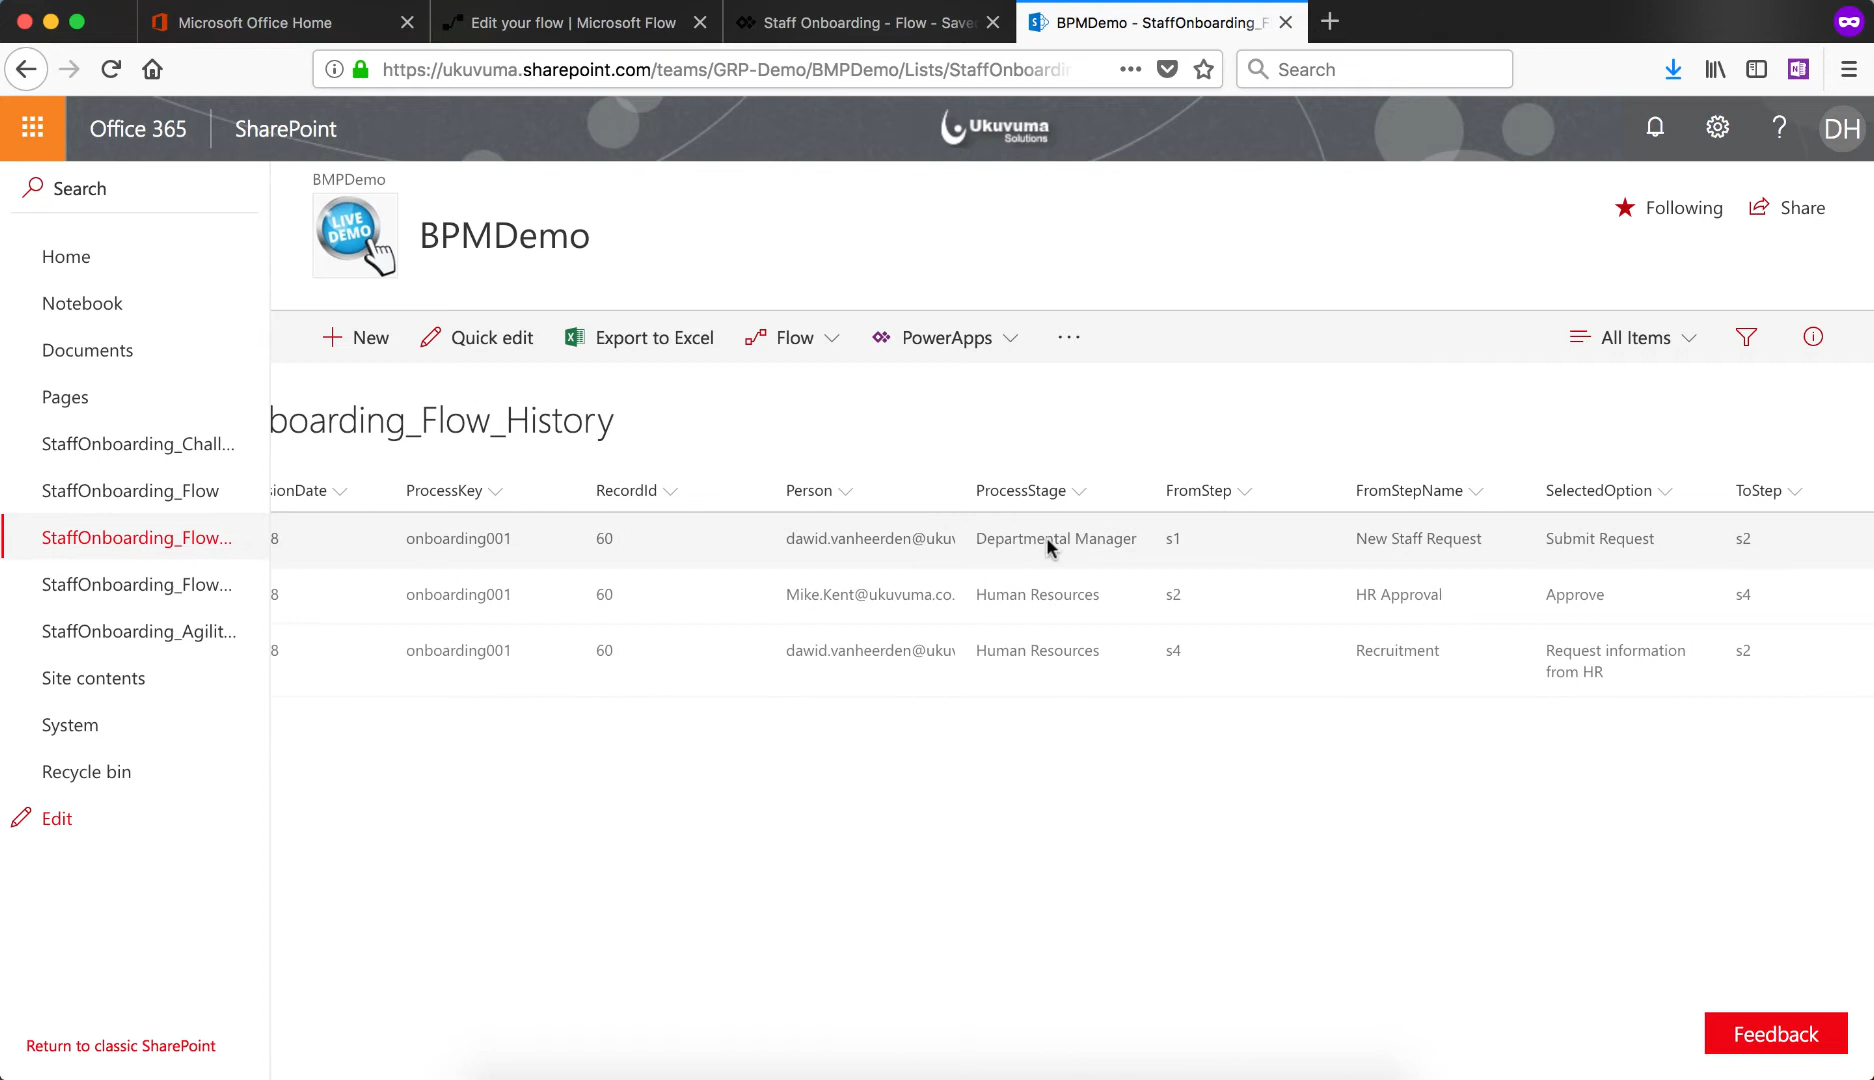 Microsoft Office Home
Edit your flow | Microsoft Flow
Staff Onboarding - Flow - Saved
BPMDemo - StaffOnboarding_F
https://ukuvuma.sharepoint.com/teams/GRP-Demo/BMPDemo/Lists/StaffOnboardin
Search
Office 365
SharePoint
Ukuvuma
Solutions
DH
Search
BMPDemo
LIVE
DEMO
BPMDemo
Following
Share
Home
Notebook
Documents
Pages
StaffOnboarding_Chall...
StaffOnboarding_Flow
StaffOnboarding_Flow...
StaffOnboarding_Flow...
StaffOnboarding_Agilit...
Site contents
System
Recycle bin
Edit
Return to classic SharePoint
New
Quick edit
Export to Excel
Flow
PowerApps
All Items
boarding_Flow_History
ionDate ProcessKey RecordId Person ProcessStage FromStep FromStepName SelectedOption ToStep
8 onboarding001 60 dawid.vanheerden@ukuv Departmental Manager s1 New Staff Request Submit Request s2
8 onboarding001 60 Mike.Kent@ukuvuma.co. Human Resources s2 HR Approval Approve s4
8 onboarding001 60 dawid.vanheerden@ukuv Human Resources s4 Recruitment Request information s2
from HR
Feedback